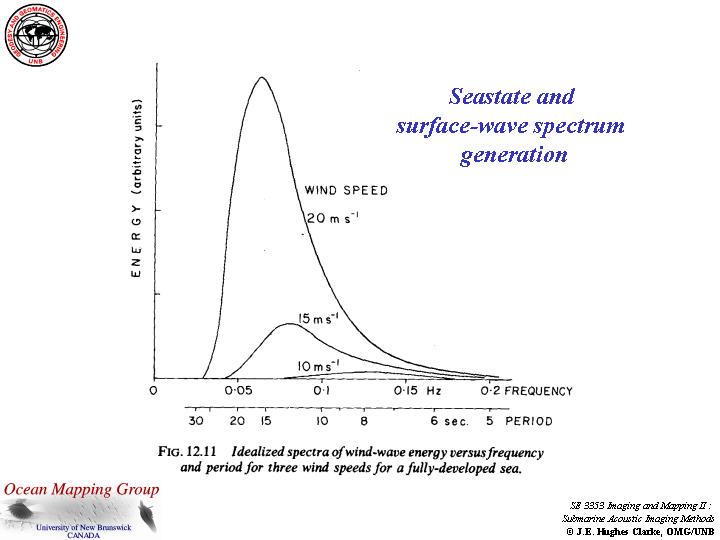 GEODESY AND GEOMATICS ENGINEERING
UNB
Seastate and
surface-wave spectrum
generation
ENERGY (arbitrary units)
WIND SPEED
20 m s⁻¹
15 m s⁻¹
10 m s⁻¹
0 0·05 0·1 0·15 Hz 0·2 FREQUENCY
30 20 15 10 8 6 sec. 5 PERIOD
FIG. 12.11 Idealized spectra of wind-wave energy versus frequency
and period for three wind speeds for a fully-developed sea.
Ocean Mapping Group
University of New Brunswick
CANADA
SE 3353 Imaging and Mapping II :
Submarine Acoustic Imaging Methods
© J.E. Hughes Clarke, OMG/UNB